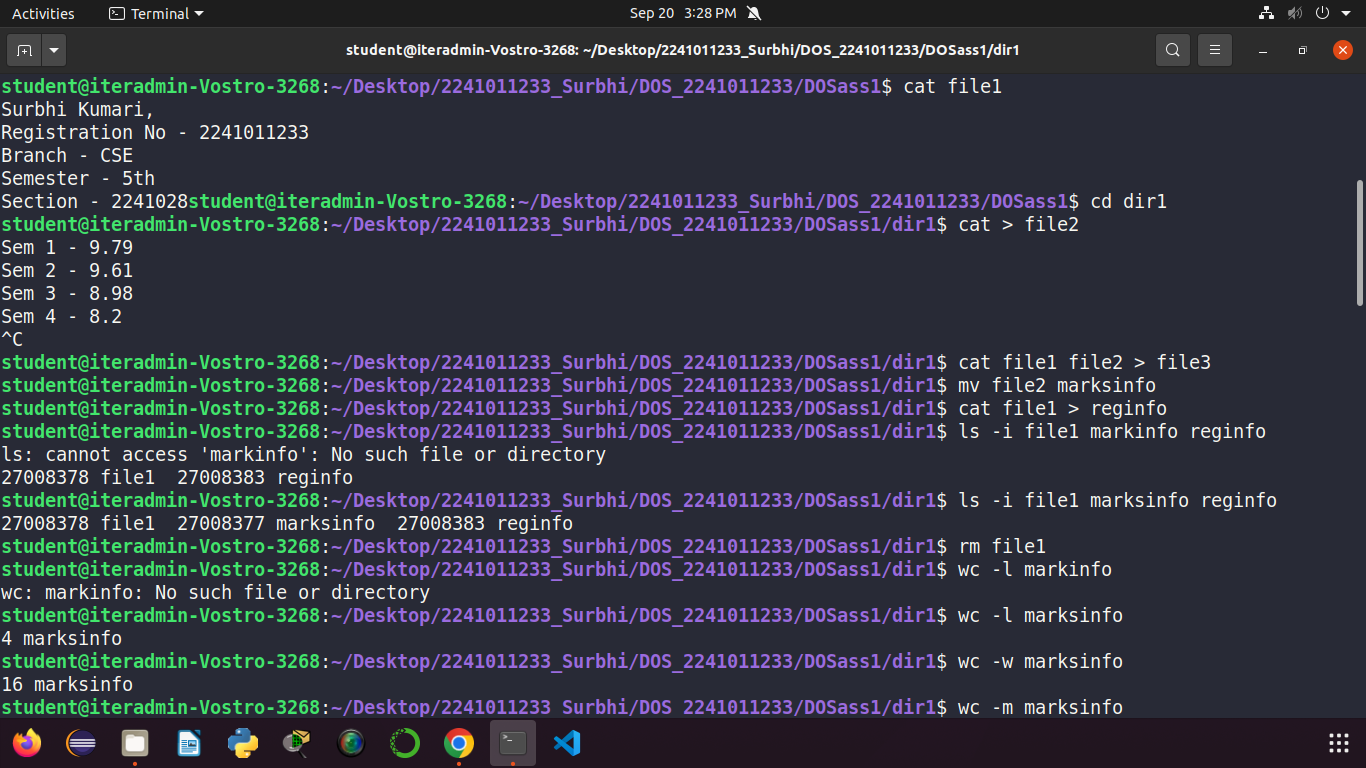 Activities Terminal Sep 20 3:28 PM
student@iteradmin-Vostro-3268: ~/Desktop/2241011233_Surbhi/DOS_2241011233/DOSass1/dir1
student@iteradmin-Vostro-3268:~/Desktop/2241011233_Surbhi/DOS_2241011233/DOSass1$ cat file1
Surbhi Kumari,
Registration No - 2241011233
Branch - CSE
Semester - 5th
Section - 2241028student@iteradmin-Vostro-3268:~/Desktop/2241011233_Surbhi/DOS_2241011233/DOSass1$ cd dir1
student@iteradmin-Vostro-3268:~/Desktop/2241011233_Surbhi/DOS_2241011233/DOSass1/dir1$ cat > file2
Sem 1 - 9.79
Sem 2 - 9.61
Sem 3 - 8.98
Sem 4 - 8.2
^C
student@iteradmin-Vostro-3268:~/Desktop/2241011233_Surbhi/DOS_2241011233/DOSass1/dir1$ cat file1 file2 > file3
student@iteradmin-Vostro-3268:~/Desktop/2241011233_Surbhi/DOS_2241011233/DOSass1/dir1$ mv file2 marksinfo
student@iteradmin-Vostro-3268:~/Desktop/2241011233_Surbhi/DOS_2241011233/DOSass1/dir1$ cat file1 > reginfo
student@iteradmin-Vostro-3268:~/Desktop/2241011233_Surbhi/DOS_2241011233/DOSass1/dir1$ ls -i file1 markinfo reginfo
ls: cannot access 'markinfo': No such file or directory
27008378 file1  27008383 reginfo
student@iteradmin-Vostro-3268:~/Desktop/2241011233_Surbhi/DOS_2241011233/DOSass1/dir1$ ls -i file1 marksinfo reginfo
27008378 file1  27008377 marksinfo  27008383 reginfo
student@iteradmin-Vostro-3268:~/Desktop/2241011233_Surbhi/DOS_2241011233/DOSass1/dir1$ rm file1
student@iteradmin-Vostro-3268:~/Desktop/2241011233_Surbhi/DOS_2241011233/DOSass1/dir1$ wc -l markinfo
wc: markinfo: No such file or directory
student@iteradmin-Vostro-3268:~/Desktop/2241011233_Surbhi/DOS_2241011233/DOSass1/dir1$ wc -l marksinfo
4 marksinfo
student@iteradmin-Vostro-3268:~/Desktop/2241011233_Surbhi/DOS_2241011233/DOSass1/dir1$ wc -w marksinfo
16 marksinfo
student@iteradmin-Vostro-3268:~/Desktop/2241011233_Surbhi/DOS_2241011233/DOSass1/dir1$ wc -m marksinfo